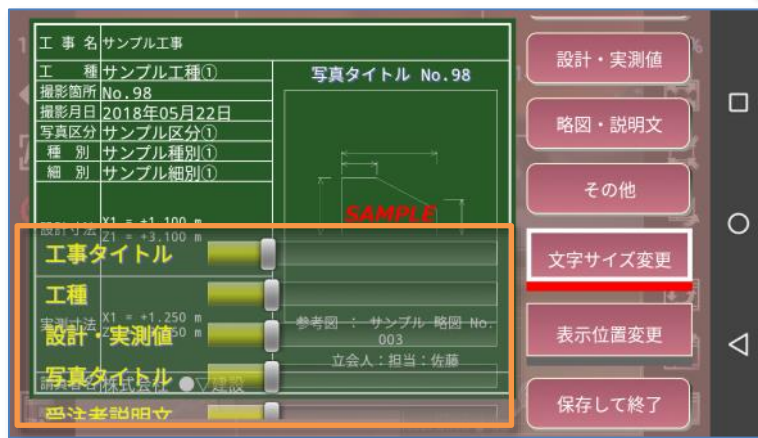 工 事 名 サンプル工事
工 種 サンプル工種①
撮影箇所 No.98
撮影月日 2018年05月22日
写真区分 サンプル区分①
種 別 サンプル種別①
細 別 サンプル細別①
写真タイトル No.98
SAMPLE
設計寸法 X1 = +1.100 m
Z1 = +3.100 m
X1 = +1.250 m
参考図 : サンプル 略図 No.
003
立会人:担当:佐藤
株式会社 ●▽建設
工事タイトル
工種
設計・実測値
写真タイトル
受注者説明文
設計・実測値
略図・説明文
その他
文字サイズ変更
表示位置変更
保存して終了